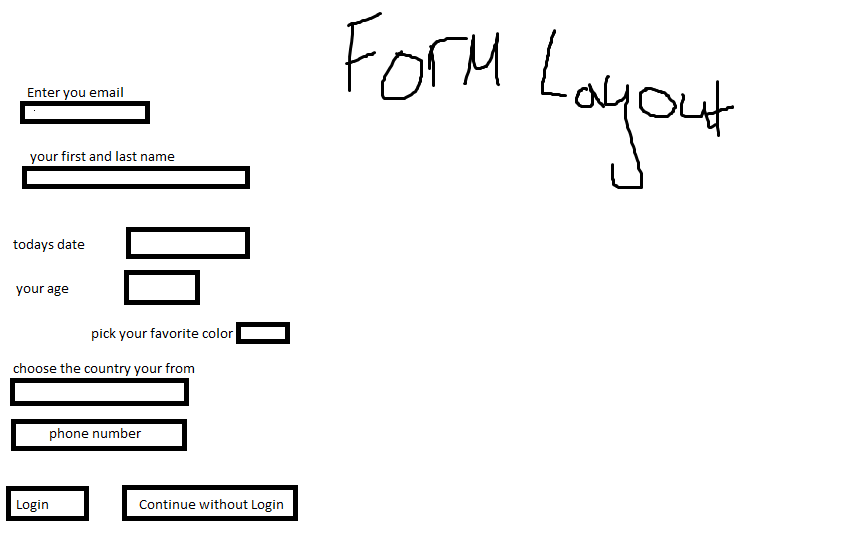 Form Layout
Enter you email
your first and last name
todays date
your age
pick your favorite color
choose the country your from
phone number
Login
Continue without Login